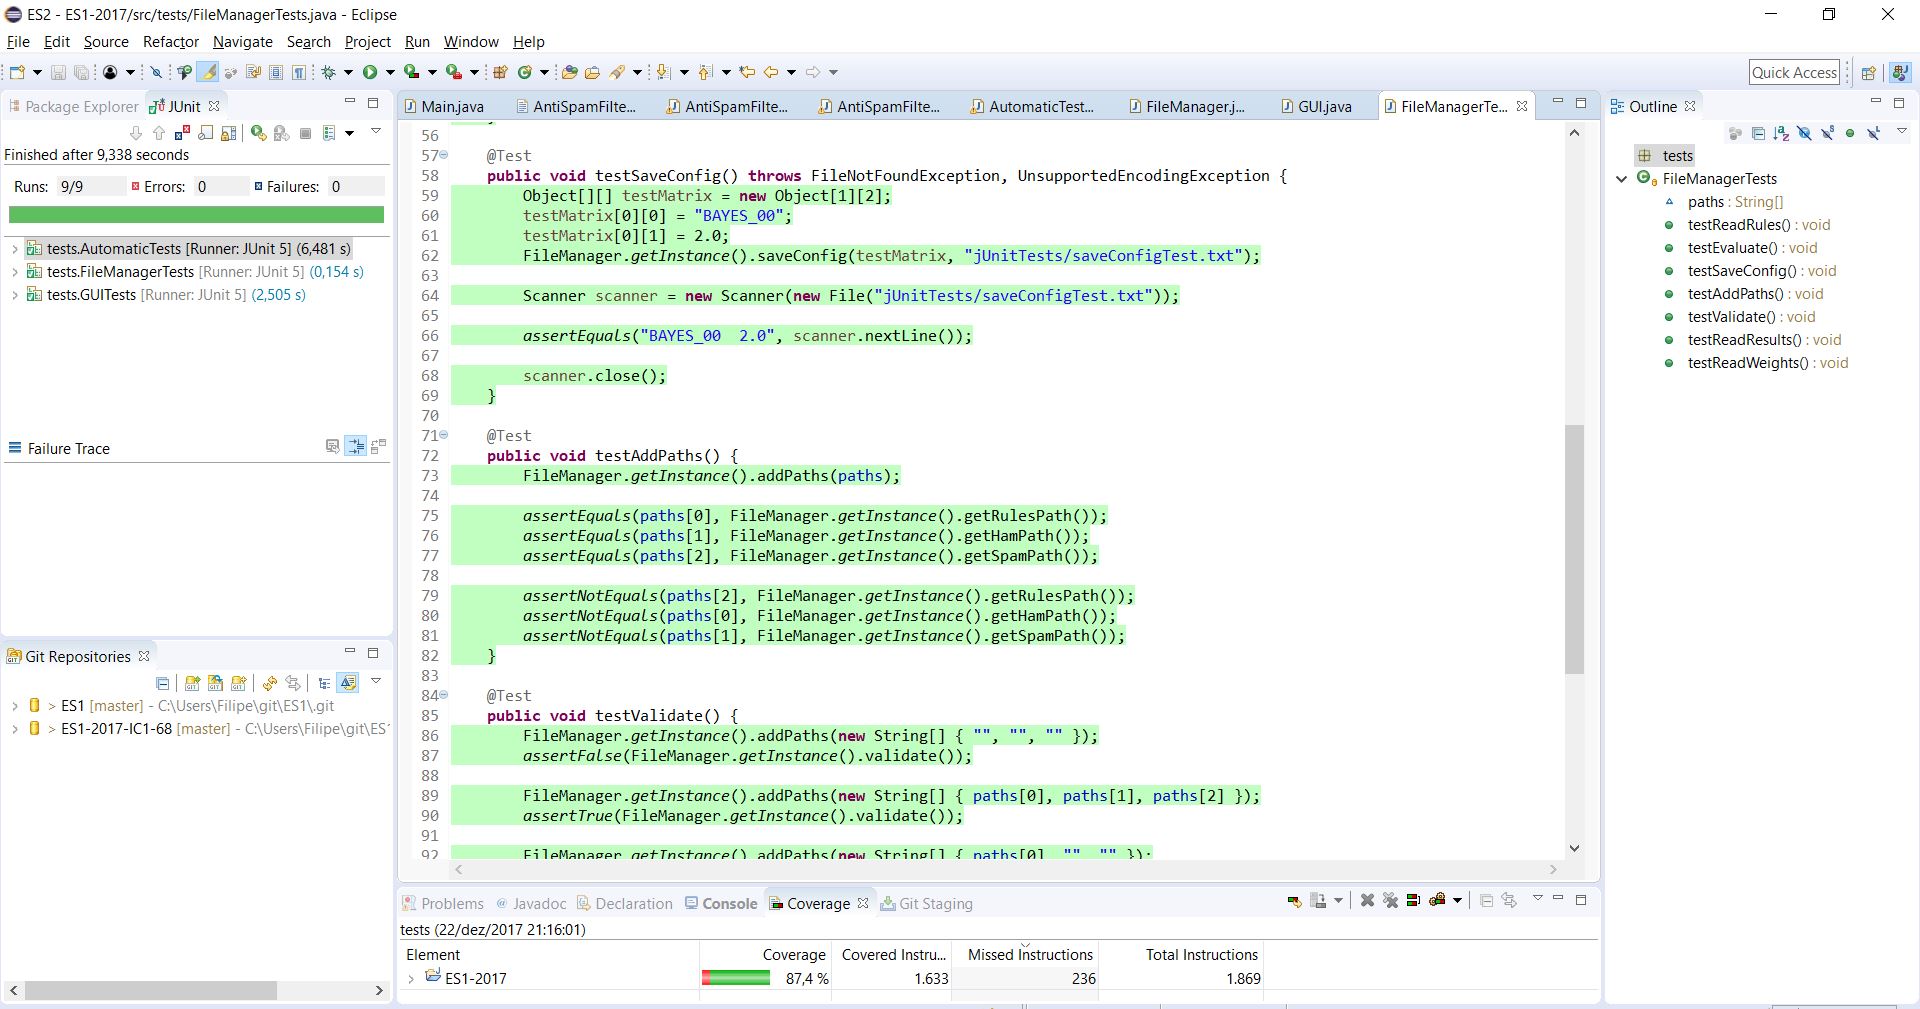 ES2 - ES1-2017/src/tests/FileManagerTests.java - Eclipse
File Edit Source Refactor Navigate Search Project Run Window Help
Quick Access
Package Explorer JUnit
Finished after 9,338 seconds
Runs: 9/9 Errors: 0 Failures: 0
tests.AutomaticTests [Runner: JUnit 5] (6,481 s)
tests.FileManagerTests [Runner: JUnit 5] (0,154 s)
tests.GUITests [Runner: JUnit 5] (2,505 s)
Failure Trace
Git Repositories
> ES1 [master] - C:\Users\Filipe\git\ES1\.git
> ES1-2017-IC1-68 [master] - C:\Users\Filipe\git\ES1
Main.java AntiSpamFilte... AntiSpamFilte... AntiSpamFilte... AutomaticTest... FileManager.j... GUI.java FileManagerTe...
56
57 @Test
58 public void testSaveConfig() throws FileNotFoundException, UnsupportedEncodingException {
59 Object[][] testMatrix = new Object[1][2];
60 testMatrix[0][0] = "BAYES_00";
61 testMatrix[0][1] = 2.0;
62 FileManager.getInstance().saveConfig(testMatrix, "jUnitTests/saveConfigTest.txt");
63
64 Scanner scanner = new Scanner(new File("jUnitTests/saveConfigTest.txt"));
65
66 assertEquals("BAYES_00  2.0", scanner.nextLine());
67
68 scanner.close();
69 }
70
71 @Test
72 public void testAddPaths() {
73 FileManager.getInstance().addPaths(paths);
74
75 assertEquals(paths[0], FileManager.getInstance().getRulesPath());
76 assertEquals(paths[1], FileManager.getInstance().getHamPath());
77 assertEquals(paths[2], FileManager.getInstance().getSpamPath());
78
79 assertNotEquals(paths[2], FileManager.getInstance().getRulesPath());
80 assertNotEquals(paths[0], FileManager.getInstance().getHamPath());
81 assertNotEquals(paths[1], FileManager.getInstance().getSpamPath());
82 }
83
84 @Test
85 public void testValidate() {
86 FileManager.getInstance().addPaths(new String[] { "", "", "" });
87 assertFalse(FileManager.getInstance().validate());
88
89 FileManager.getInstance().addPaths(new String[] { paths[0], paths[1], paths[2] });
90 assertTrue(FileManager.getInstance().validate());
91
92 FileManager.getInstance().addPaths(new String[] { paths[0], "", "" });
Outline
tests
FileManagerTests
paths : String[]
testReadRules() : void
testEvaluate() : void
testSaveConfig() : void
testAddPaths() : void
testValidate() : void
testReadResults() : void
testReadWeights() : void
Problems Javadoc Declaration Console Coverage Git Staging
tests (22/dez/2017 21:16:01)
Element Coverage Covered Instru... Missed Instructions Total Instructions
ES1-2017 87,4 % 1.633 236 1.869